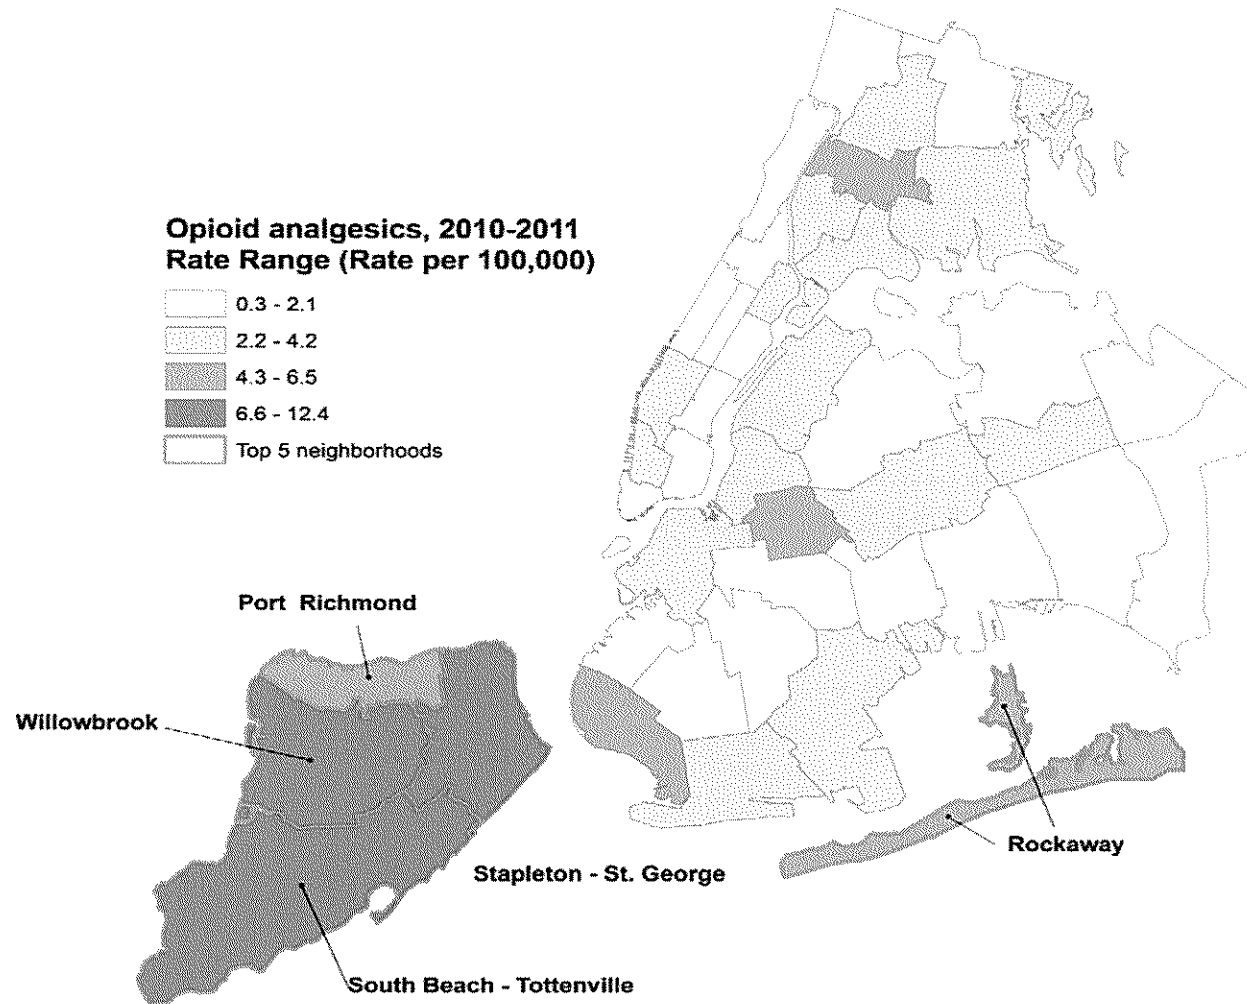 Opioid analgesics, 2010-2011
Rate Range (Rate per 100,000)
0.3 - 2.1
2.2 - 4.2
4.3 - 6.5
6.6 - 12.4
Top 5 neighborhoods
Port Richmond
Willowbrook
Rockaway
Stapleton - St. George
South Beach - Tottenville